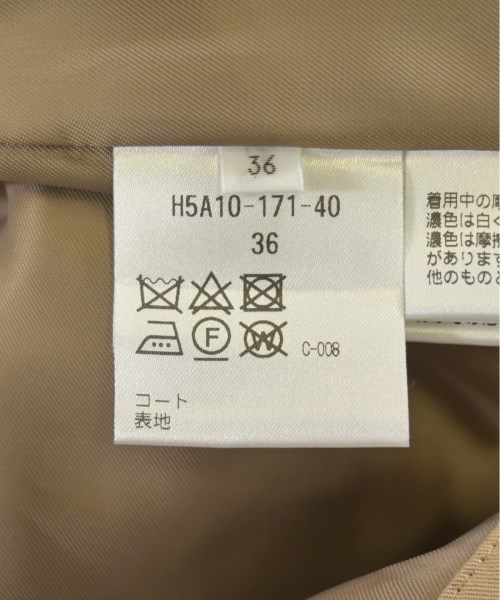 36
H5A10-171-40
36
F W C-008
コート
表地
着用中の
濃色は白く
濃色は摩擦
があります
他のものと